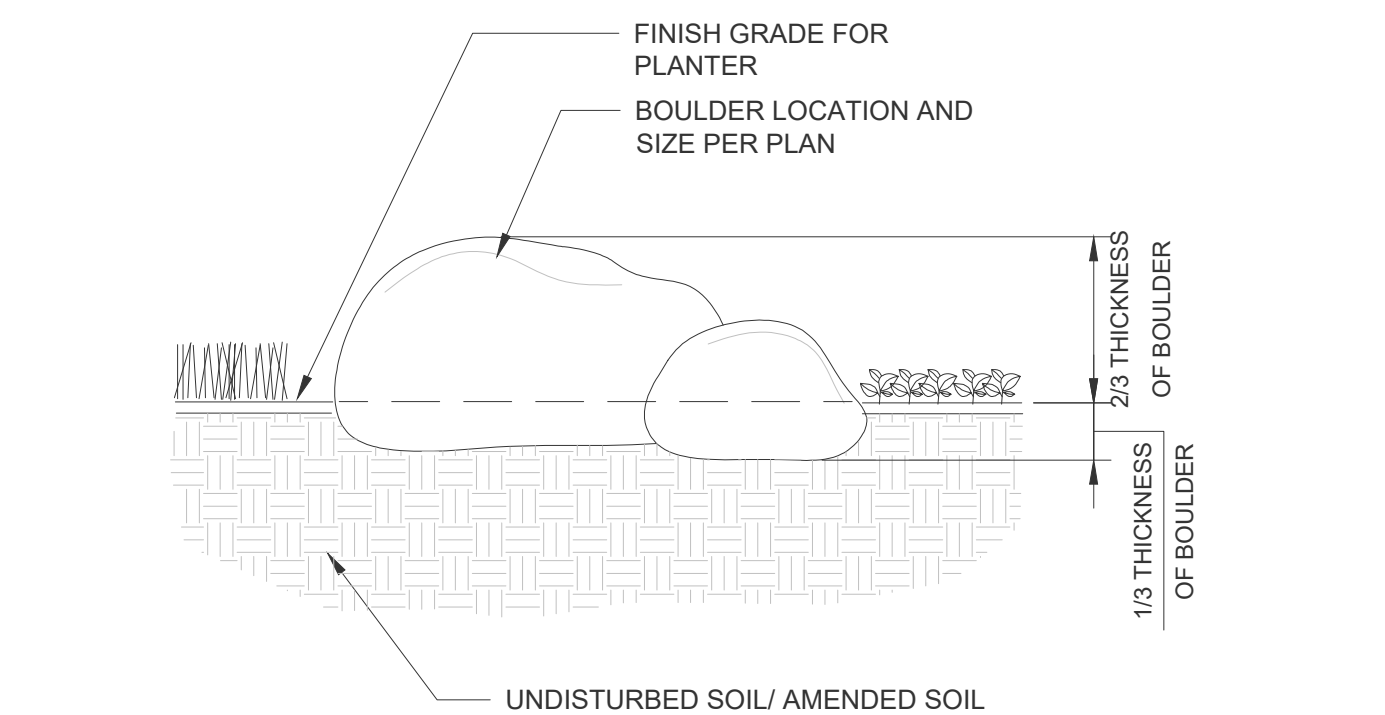 FINISH GRADE FOR
PLANTER
BOULDER LOCATION AND
SIZE PER PLAN
2/3 THICKNESS
OF BOULDER
1/3 THICKNESS
OF BOULDER
UNDISTURBED SOIL/ AMENDED SOIL